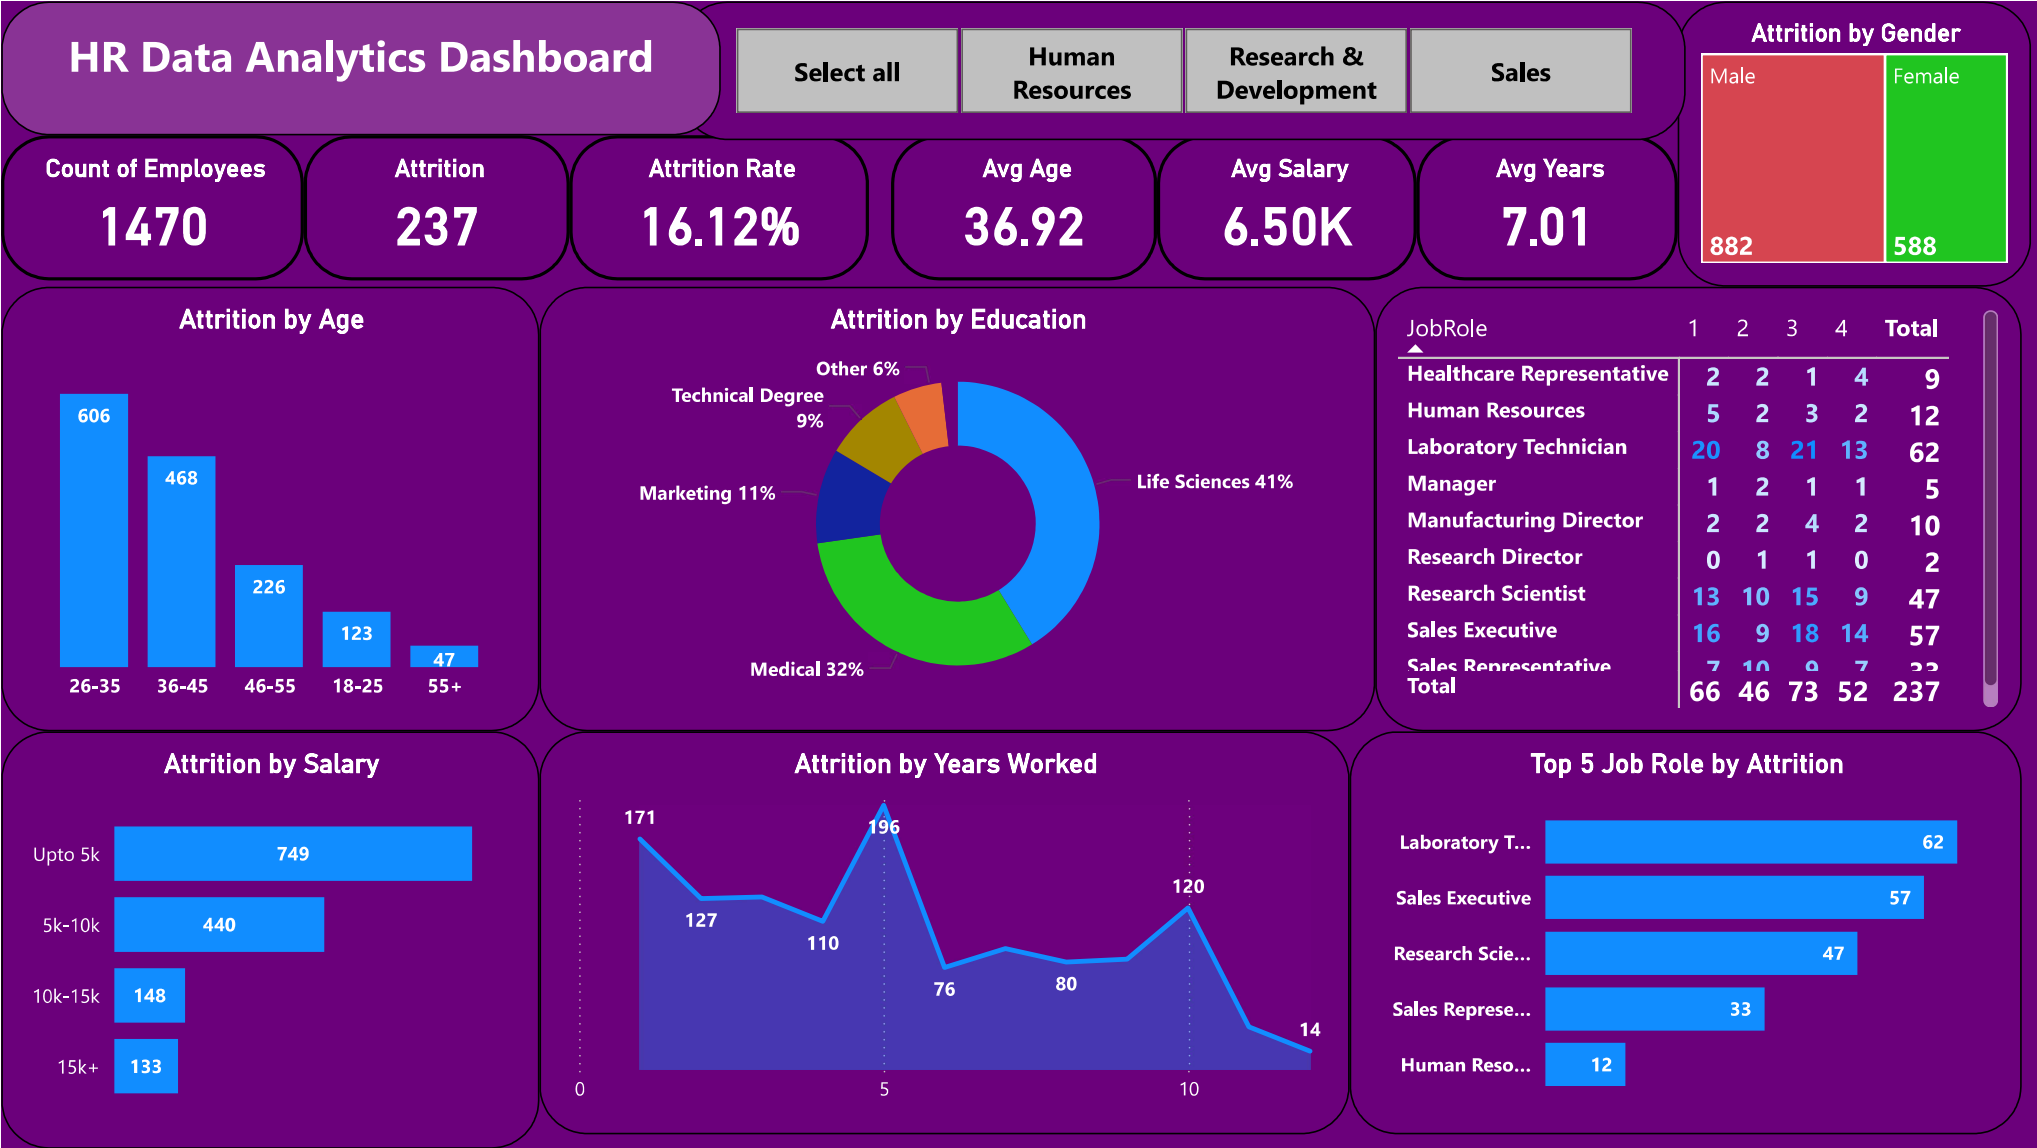 HR Data Analytics Dashboard
Select all
Human
Resources
Research &
Development
Sales
Attrition by Gender
Male
Female
882
588
Count of Employees
1470
Attrition
237
Attrition Rate
16.12%
Avg Age
36.92
Avg Salary
6.50K
Avg Years
7.01
Attrition by Age
606
468
226
123
47
26-35 36-45 46-55 18-25 55+
Attrition by Education
Other 6%
Technical Degree
9%
Marketing 11%
Life Sciences 41%
Medical 32%
JobRole 1 2 3 4 Total
Healthcare Representative 2 2 1 4 9
Human Resources 5 2 3 2 12
Laboratory Technician 20 8 21 13 62
Manager 1 2 1 1 5
Manufacturing Director 2 2 4 2 10
Research Director 0 1 1 0 2
Research Scientist 13 10 15 9 47
Sales Executive 16 9 18 14 57
Sales Representative 7 10 9 7 33
Total 66 46 73 52 237
Attrition by Salary
Upto 5k 749
5k-10k 440
10k-15k 148
15k+ 133
Attrition by Years Worked
171
127
110
196
76
80
120
14
0 5 10
Top 5 Job Role by Attrition
Laboratory T... 62
Sales Executive 57
Research Scie... 47
Sales Represe... 33
Human Reso... 12